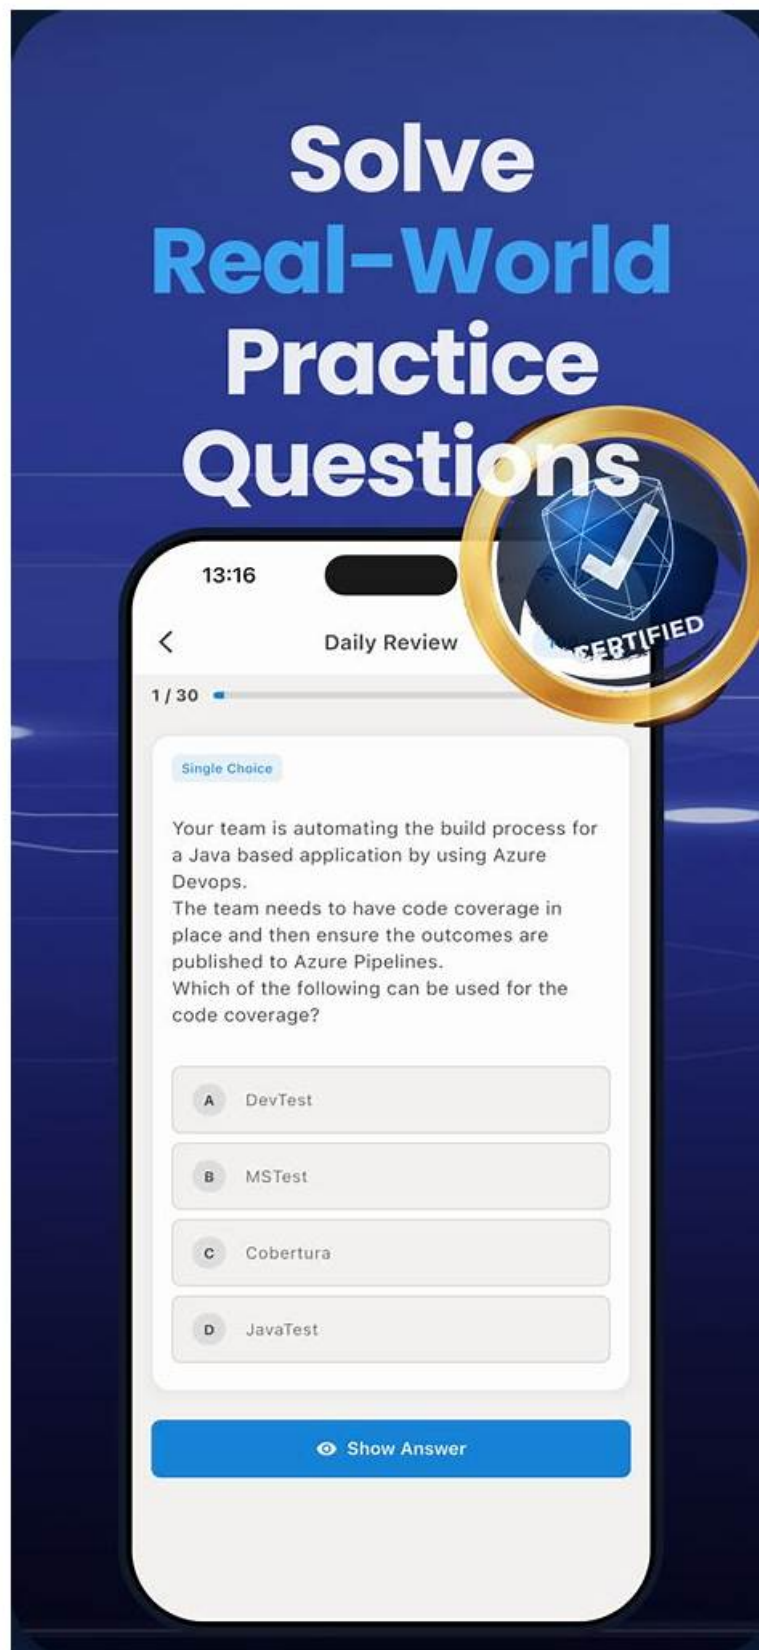 Solve
Real-World
Practice
Questions
13:16
Daily Review
CERTIFIED
1 / 30
Single Choice
Your team is automating the build process for
a Java based application by using Azure
Devops.
The team needs to have code coverage in
place and then ensure the outcomes are
published to Azure Pipelines.
Which of the following can be used for the
code coverage?
A DevTest
B MSTest
C Cobertura
D JavaTest
Show Answer